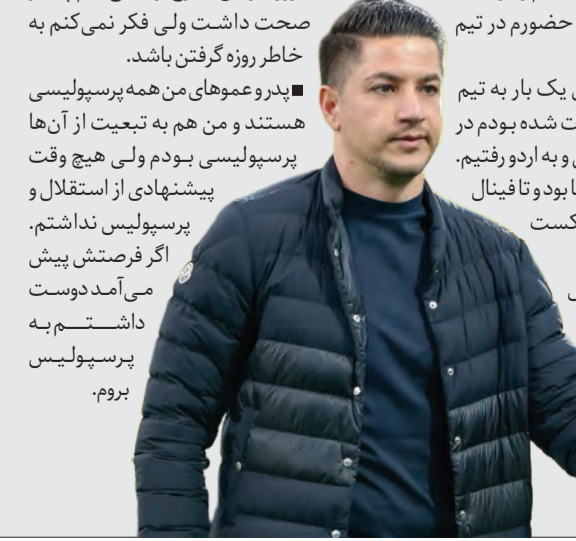 حضورم در تیم
یک بار به تیم
ت شده بودم در
و به اردو رفتیم.
ا بود و تا فینال
کست
صحت داشت ولی فکر نمی‌کنم به
خاطر روزه گرفتن باشد.
■ پدر و عموهای من همه پرسپولیسی
هستند و من هم به تبعیت از آن‌ها
پرسپولیسی بودم ولی هیچ وقت
پیشنهادی از استقلال و
پرسپولیس نداشتم.
اگر فرصتش پیش
می‌آمد دوست
داشتم به
پرسپولیس
بروم.